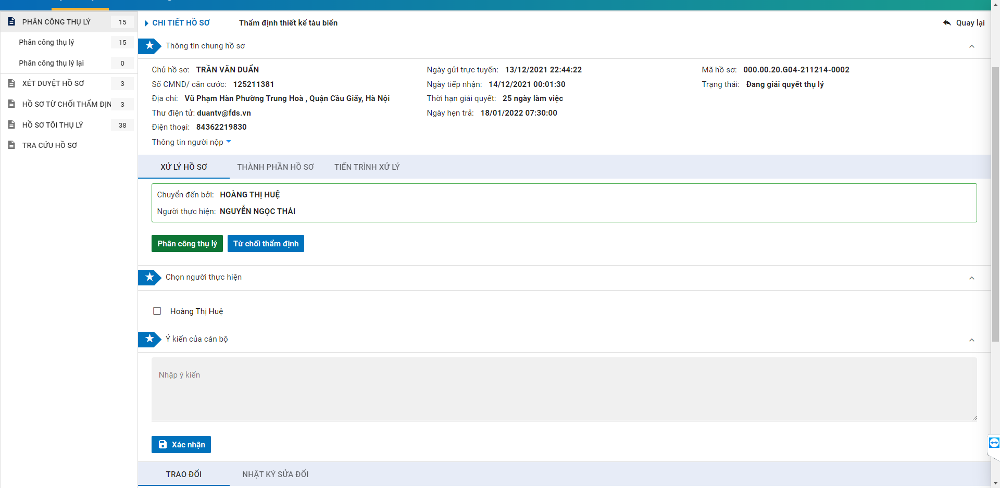 PHÂN CÔNG THỤ LÝ 15
Phân công thụ lý 15
Phân công thụ lý lại 0
XÉT DUYỆT HỒ SƠ 3
HỒ SƠ TỪ CHỐI THẨM ĐỊN 3
HỒ SƠ TÔI THỤ LÝ 38
TRA CỨU HỒ SƠ
CHI TIẾT HỒ SƠ Thẩm định thiết kế tàu biển Quay lại
Thông tin chung hồ sơ
Chủ hồ sơ: TRẦN VĂN DUẨN
Số CMND/ căn cước: 125211381
Địa chỉ: Vũ Phạm Hàn Phường Trung Hoà , Quận Cầu Giấy, Hà Nội
Thư điện tử: duantv@fds.vn
Điện thoại: 84362219830
Thông tin người nộp
Ngày gửi trực tuyến: 13/12/2021 22:44:22
Ngày tiếp nhận: 14/12/2021 00:01:30
Thời hạn giải quyết: 25 ngày làm việc
Ngày hẹn trả: 18/01/2022 07:30:00
Mã hồ sơ: 000.00.20.G04-211214-0002
Trạng thái: Đang giải quyết thụ lý
XỬ LÝ HỒ SƠ THÀNH PHẦN HỒ SƠ TIẾN TRÌNH XỬ LÝ
Chuyển đến bởi: HOÀNG THỊ HUỆ
Người thực hiện: NGUYỄN NGỌC THÁI
Phân công thụ lý Từ chối thẩm định
Chọn người thực hiện
Hoàng Thị Huệ
Ý kiến của cán bộ
Nhập ý kiến
Xác nhận
TRAO ĐỔI NHẬT KÝ SỬA ĐỔI